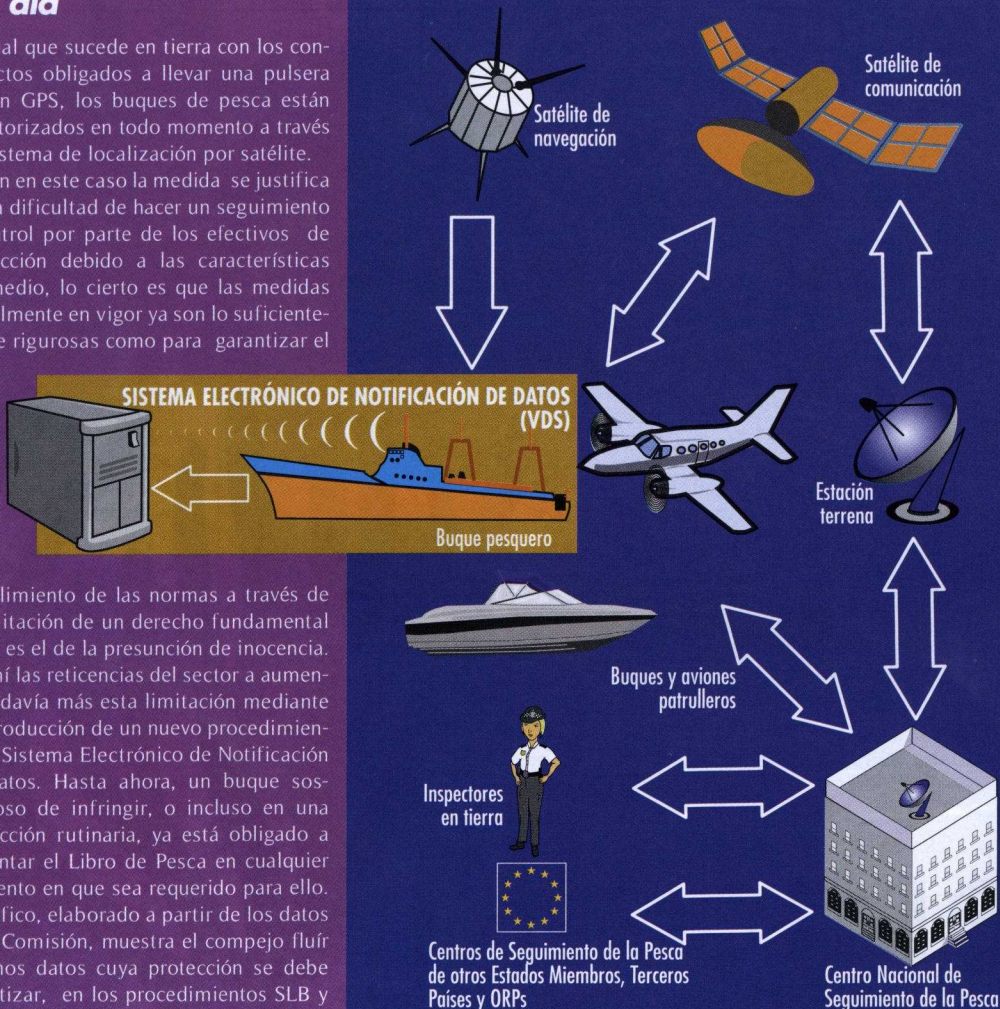 día
al que sucede en tierra con los con-
ctos obligados a llevar una pulsera
n GPS, los buques de pesca están
torizados en todo momento a través
stema de localización por satélite.
n en este caso la medida se justifica
a dificultad de hacer un seguimiento
trol por parte de los efectivos de
cción debido a las características
medio, lo cierto es que las medidas
lmente en vigor ya son lo suficiente-
e rigurosas como para garantizar el
limiento de las normas a través de
itación de un derecho fundamental
es el de la presunción de inocencia.
ní las reticencias del sector a aumen-
davía más esta limitación mediante
roducción de un nuevo procedimien-
Sistema Electrónico de Notificación
atos. Hasta ahora, un buque sos-
oso de infringir, o incluso en una
cción rutinaria, ya está obligado a
ntar el Libro de Pesca en cualquier
ento en que sea requerido para ello.
fico, elaborado a partir de los datos
Comisión, muestra el compejo fluír
nos datos cuya protección se debe
tizar, en los procedimientos SLB y
Satélite de
navegación
Satélite de
comunicación
SISTEMA ELECTRÓNICO DE NOTIFICACIÓN DE DATOS
(VDS)
Buque pesquero
Estación
terrena
Buques y aviones
patrulleros
Inspectores
en tierra
Centros de Seguimiento de la Pesca
de otros Estados Miembros, Terceros
Países y ORPs
Centro Nacional de
Seguimiento de la Pesca